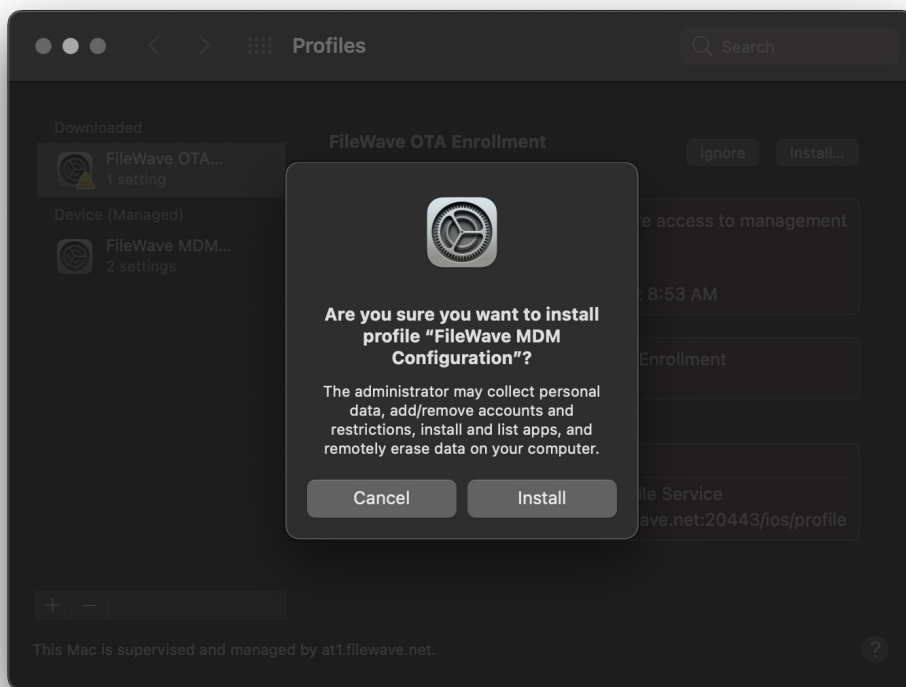 Profiles
Search
Downloaded
FileWave OTA...
1 setting
Device (Managed)
FileWave MDM...
2 settings
FileWave OTA Enrollment
Ignore
Install...
access to management
8:53 AM
Enrollment
Service
ave.net:20443/ios/profile
Are you sure you want to install
profile “FileWave MDM
Configuration”?
The administrator may collect personal
data, add/remove accounts and
restrictions, install and list apps, and
remotely erase data on your computer.
Cancel
Install
+ −
This Mac is supervised and managed by at1.filewave.net.
?